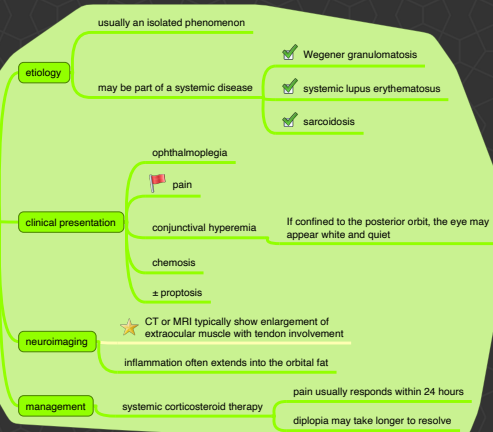 usually an isolated phenomenon
etiology
may be part of a systemic disease
Wegener granulomatosis
systemic lupus erythematosus
sarcoidosis
clinical presentation
ophthalmoplegia
pain
conjunctival hyperemia
If confined to the posterior orbit, the eye may
appear white and quiet
chemosis
± proptosis
neuroimaging
CT or MRI typically show enlargement of
extraocular muscle with tendon involvement
inflammation often extends into the orbital fat
management
systemic corticosteroid therapy
pain usually responds within 24 hours
diplopia may take longer to resolve